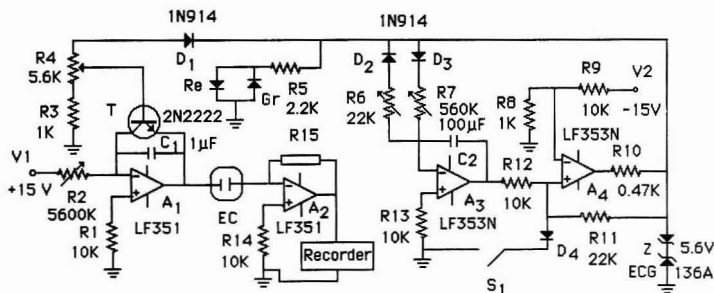 1N914
1N914
R4
5.6K
D1
D2
D3
R9
V2
10K
-15V
R3
1K
T
2N2222
Re
Gr
R5
2.2K
R6
22K
R7
560K
100µF
R8
1K
C1
1µF
R15
C2
LF353N
R10
0.47K
V1
+15 V
R2
5600K
A1
LF351
EC
A2
LF351
R12
10K
A3
LF353N
A4
R1
10K
R14
10K
Recorder
R13
10K
S1
D4
R11
22K
Z
5.6V
ECG
136A